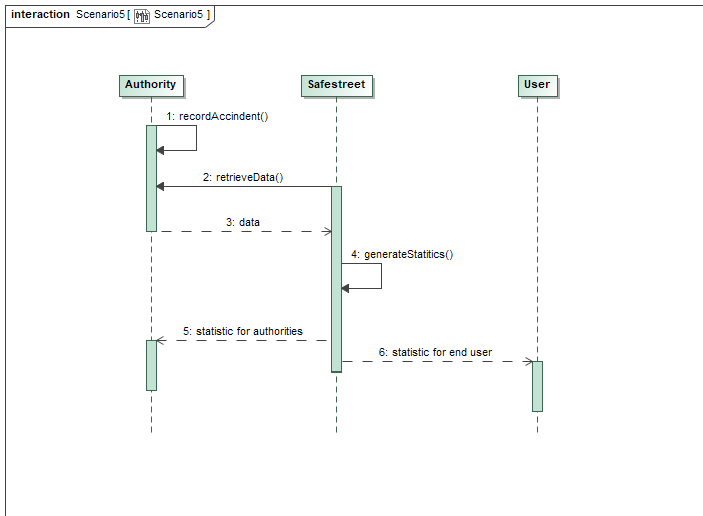 interaction Scenario5 [ Scenario5 ]
Authority Safestreet User
1: recordAccindent()
2: retrieveData()
3: data
4: generateStatitics()
5: statistic for authorities
6: statistic for end user